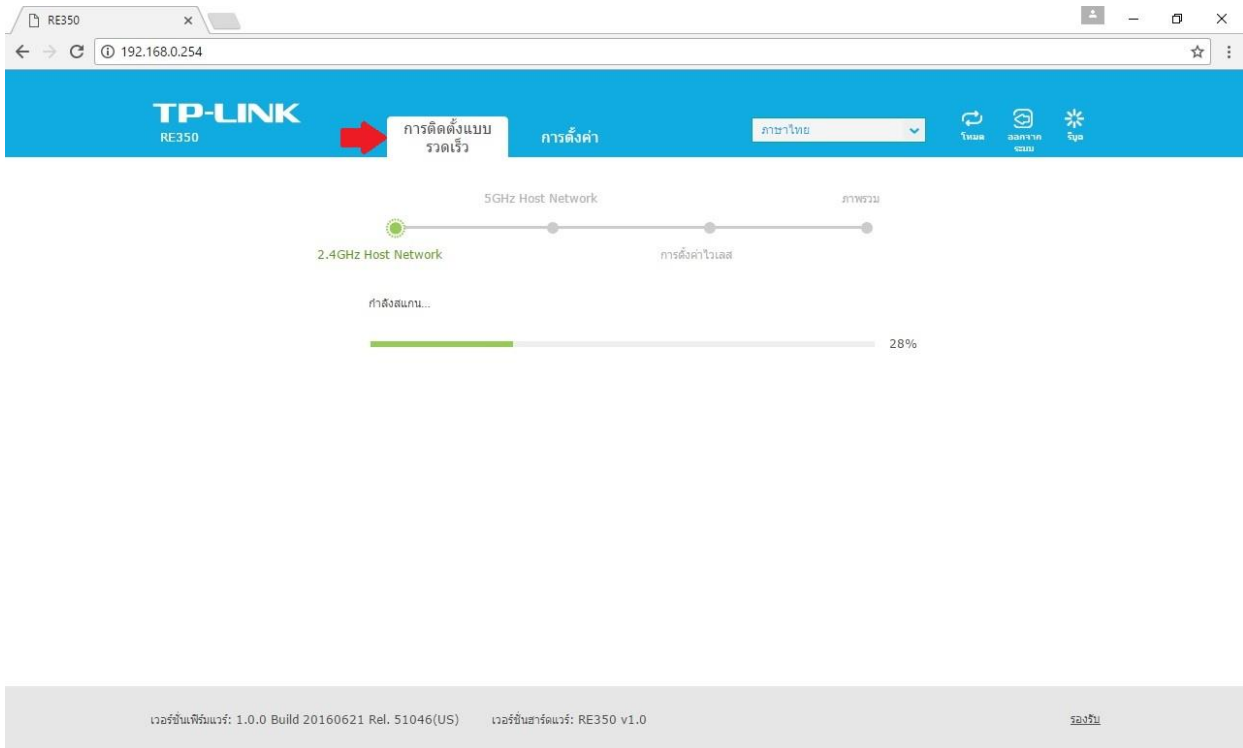 RE350
192.168.0.254
TP-LINK
RE350
การติดตั้งแบบ
รวดเร็ว
การตั้งค่า
ภาษาไทย
โหมด
ออกจาก
ระบบ
รีบูต
5GHz Host Network
ภาพรวม
2.4GHz Host Network
การตั้งค่าไวเลส
กำลังสแกน...
28%
เวอร์ชั่นเฟิร์มแวร์: 1.0.0 Build 20160621 Rel. 51046(US) เวอร์ชั่นฮาร์ดแวร์: RE350 v1.0
รองรับ